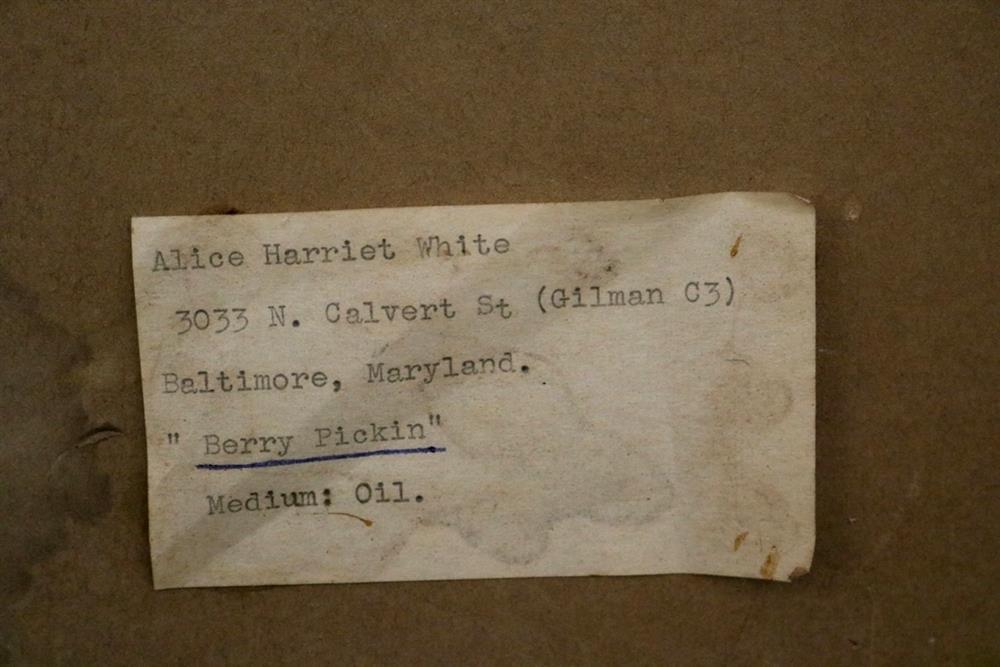 Alice Harriet White
3033 N. Calvert St (Gilman C3)
Baltimore, Maryland.
" Berry Pickin"
Medium: Oil.